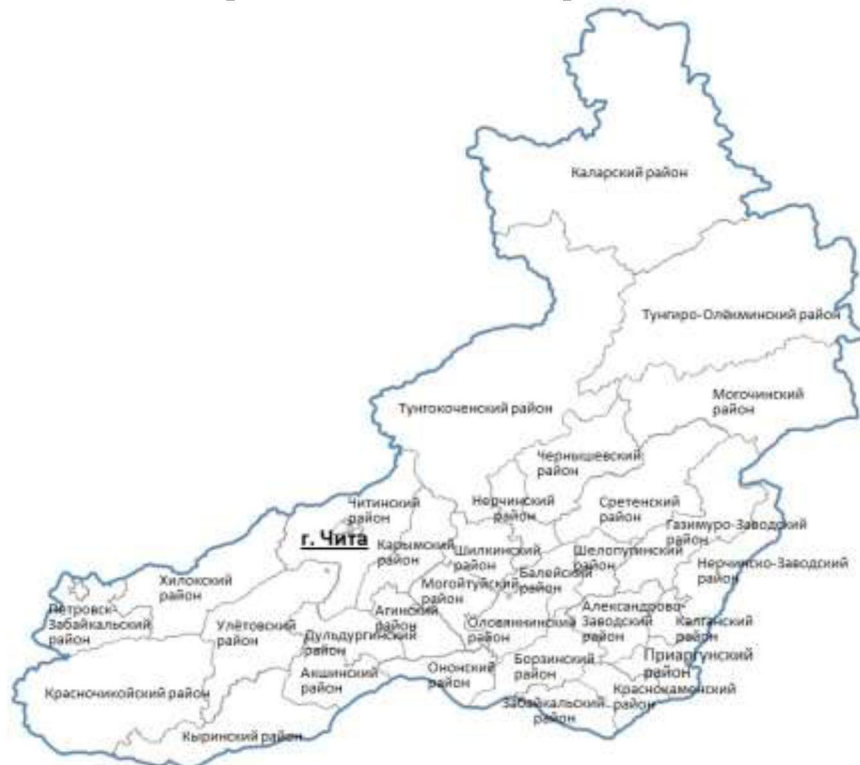 Каларский район
Тунгиро-Олёкминский район
Могочинский
район
Тунгокоченский район
Чернышевский
район
Читинский
район
Нерчинский
район
Сретенский
район
Газимуро-Заводский
район
г. Чита
Карымский
район
Шилкинский
район
Шелопугинский
район
Нерчинско-Заводский
район
Хилокский
район
Могойтуйский
район
Балейский
район
Петровск-
Забайкальский
район
Улётовский
район
Агинский
район
Дульдургинский
район
Оловяннинский
район
Александрово-
Заводский
район
Калганский
район
Красночикойский район
Акшинский
район
Ононский
район
Борзинский
район
Приаргунский
район
Забайкальский
район
Краснокаменский
район
Кыринский район